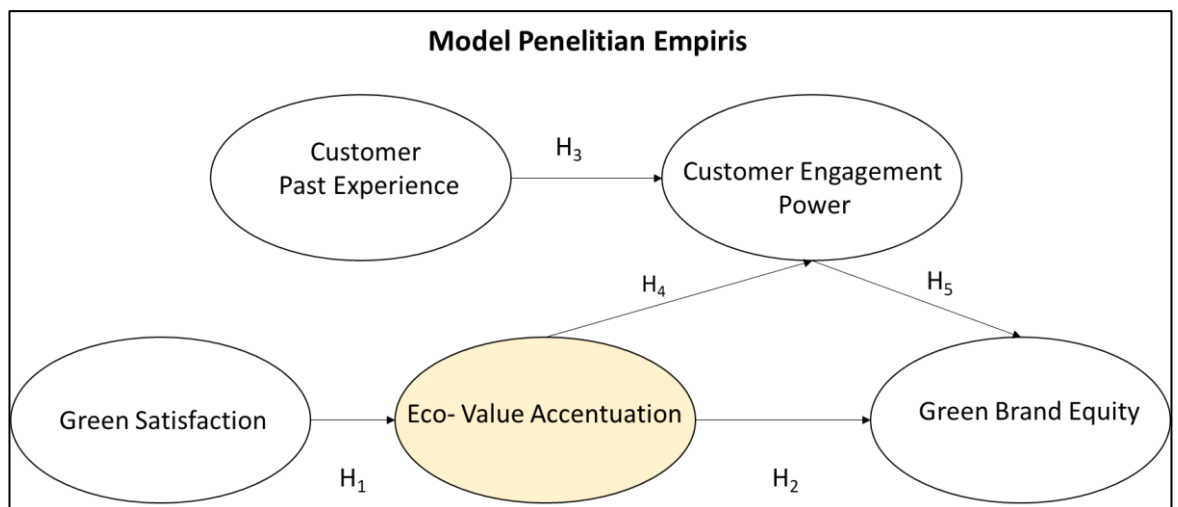 Model Penelitian Empiris
Customer
Past Experience
H₃
Customer Engagement
Power
H₄
H₅
Green Satisfaction
Eco- Value Accentuation
Green Brand Equity
H₁
H₂